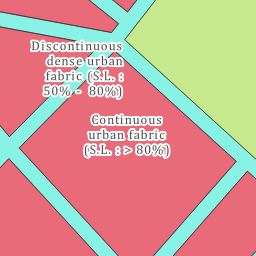 Discontinuous
dense urban
fabric (S.L. :
50% - 80%)
Continuous
urban fabric
(S.L. : > 80%)